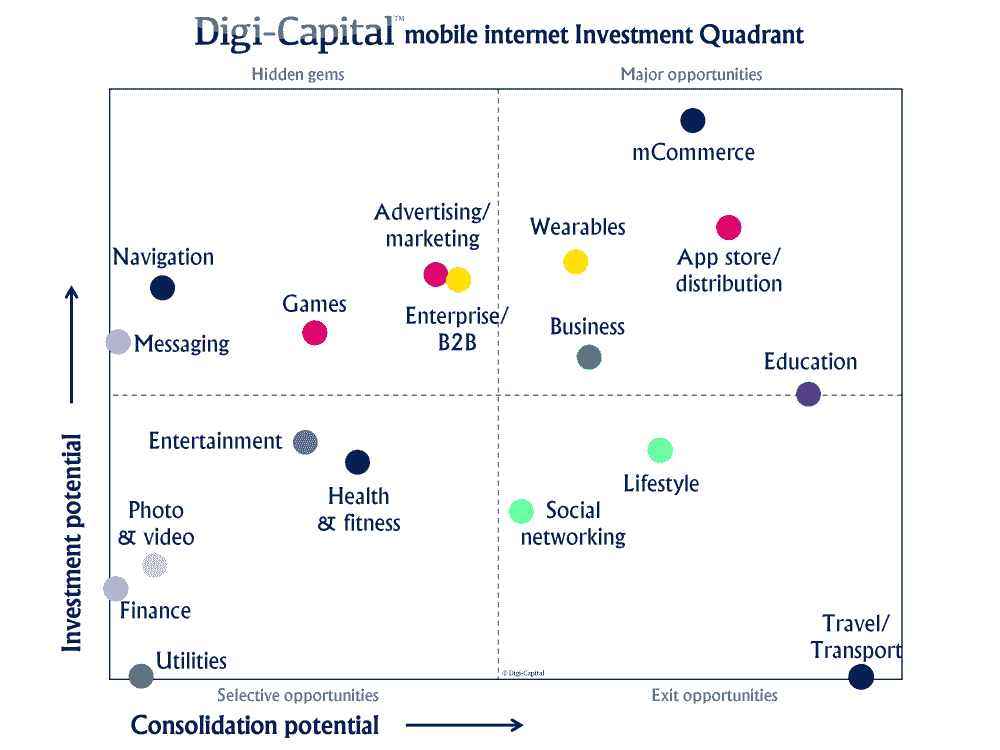 Digi-Capital™ mobile internet Investment Quadrant
Hidden gems
Major opportunities
mCommerce
Advertising/
marketing
Wearables
App store/
distribution
Navigation
Games
Enterprise/
B2B
Business
Messaging
Education
Investment potential
Entertainment
Health
& fitness
Lifestyle
Photo
& video
Social
networking
Finance
Travel/
Transport
Utilities
© Digi-Capital
Selective opportunities
Exit opportunities
Consolidation potential